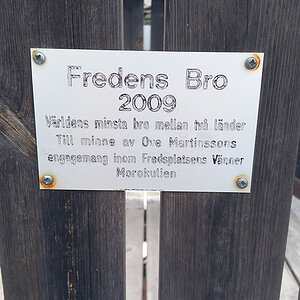 Fredens Bro
2009
Världens minsta bro mellan två länder
Till minne av Ove Martinssons
engagemang inom Fredsplatsens Vänner
Morokulien